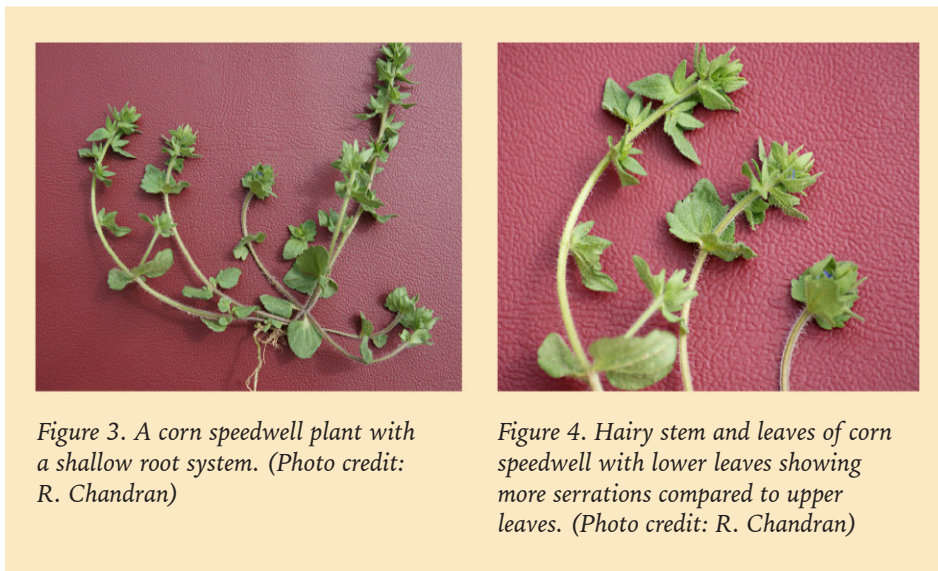 Figure 3. A corn speedwell plant with
a shallow root system. (Photo credit:
R. Chandran)
Figure 4. Hairy stem and leaves of corn
speedwell with lower leaves showing
more serrations compared to upper
leaves. (Photo credit: R. Chandran)